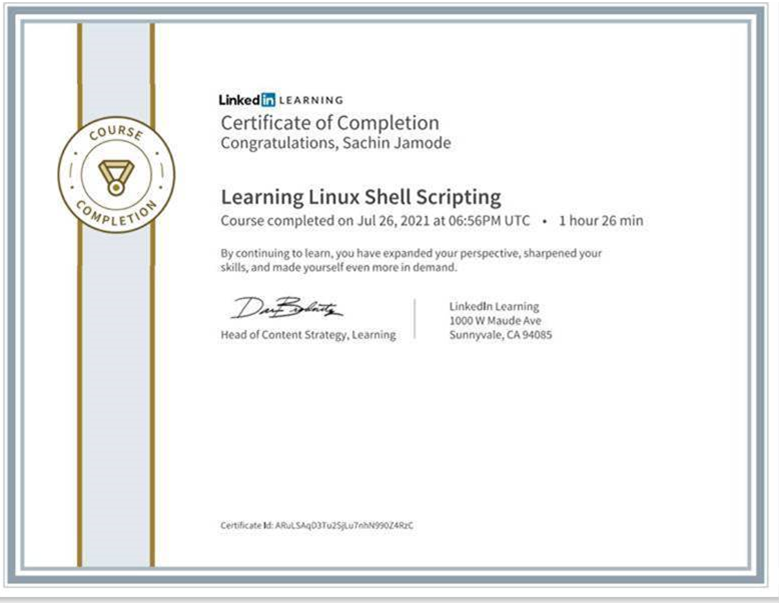 COURSE
COMPLETION
Linkedin LEARNING
Certificate of Completion
Congratulations, Sachin Jamode
Learning Linux Shell Scripting
Course completed on Jul 26, 2021 at 06:56PM UTC • 1 hour 26 min
By continuing to learn, you have expanded your perspective, sharpened your
skills, and made yourself even more in demand.
Head of Content Strategy, Learning
LinkedIn Learning
1000 W Maude Ave
Sunnyvale, CA 94085
Certificate Id: